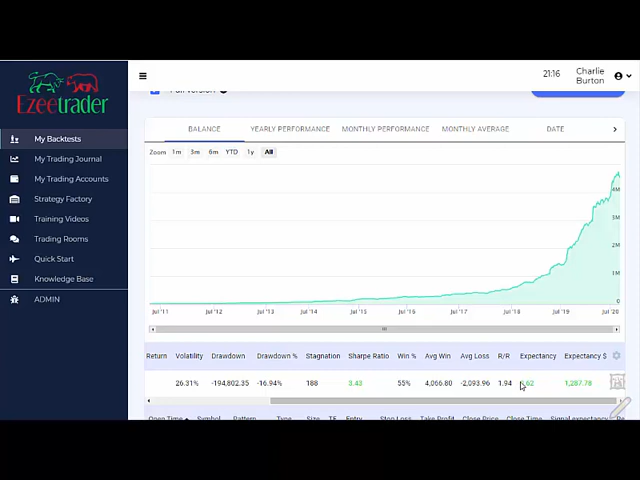 21:16
Charlie
Burton
Ezeetrader
My Backtests
My Trading Journal
My Trading Accounts
Strategy Factory
Training Videos
Trading Rooms
Quick Start
Knowledge Base
ADMIN
BALANCE YEARLY PERFORMANCE MONTHLY PERFORMANCE MONTHLY AVERAGE DATE
Zoom 1m 3m 6m YTD 1y All
4M
3M
2M
1M
0
Jul '11 Jul '12 Jul '13 Jul '14 Jul '15 Jul '16 Jul '17 Jul '18 Jul '19 Jul '20
Return Volatility Drawdown Drawdown % Stagnation Sharpe Ratio Win % Avg Win Avg Loss R/R Expectancy Expectancy $
26.31% -194,802.35 -16.94% 188 3.43 55% 4,066.80 -2,093.96 1.94 1,287.78
Open Time Symbol Pattern Type Size TF Entry Stop Loss Take Profit Close Price Close Time Signal expectancy